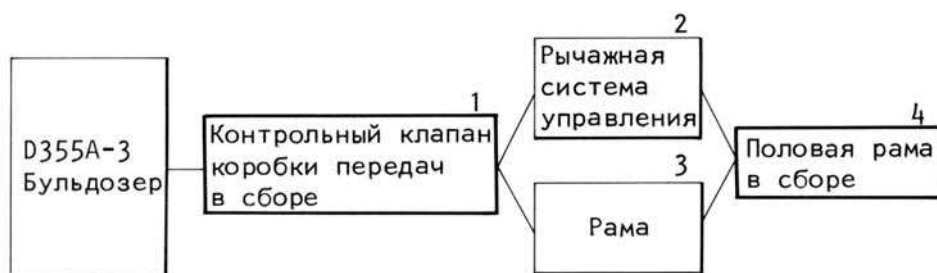 D355A-3
Бульдозер
1
Контрольный клапан
коробки передач
в сборе
2
Рычажная
система
управления
3
Рама
4
Половая рама
в сборе